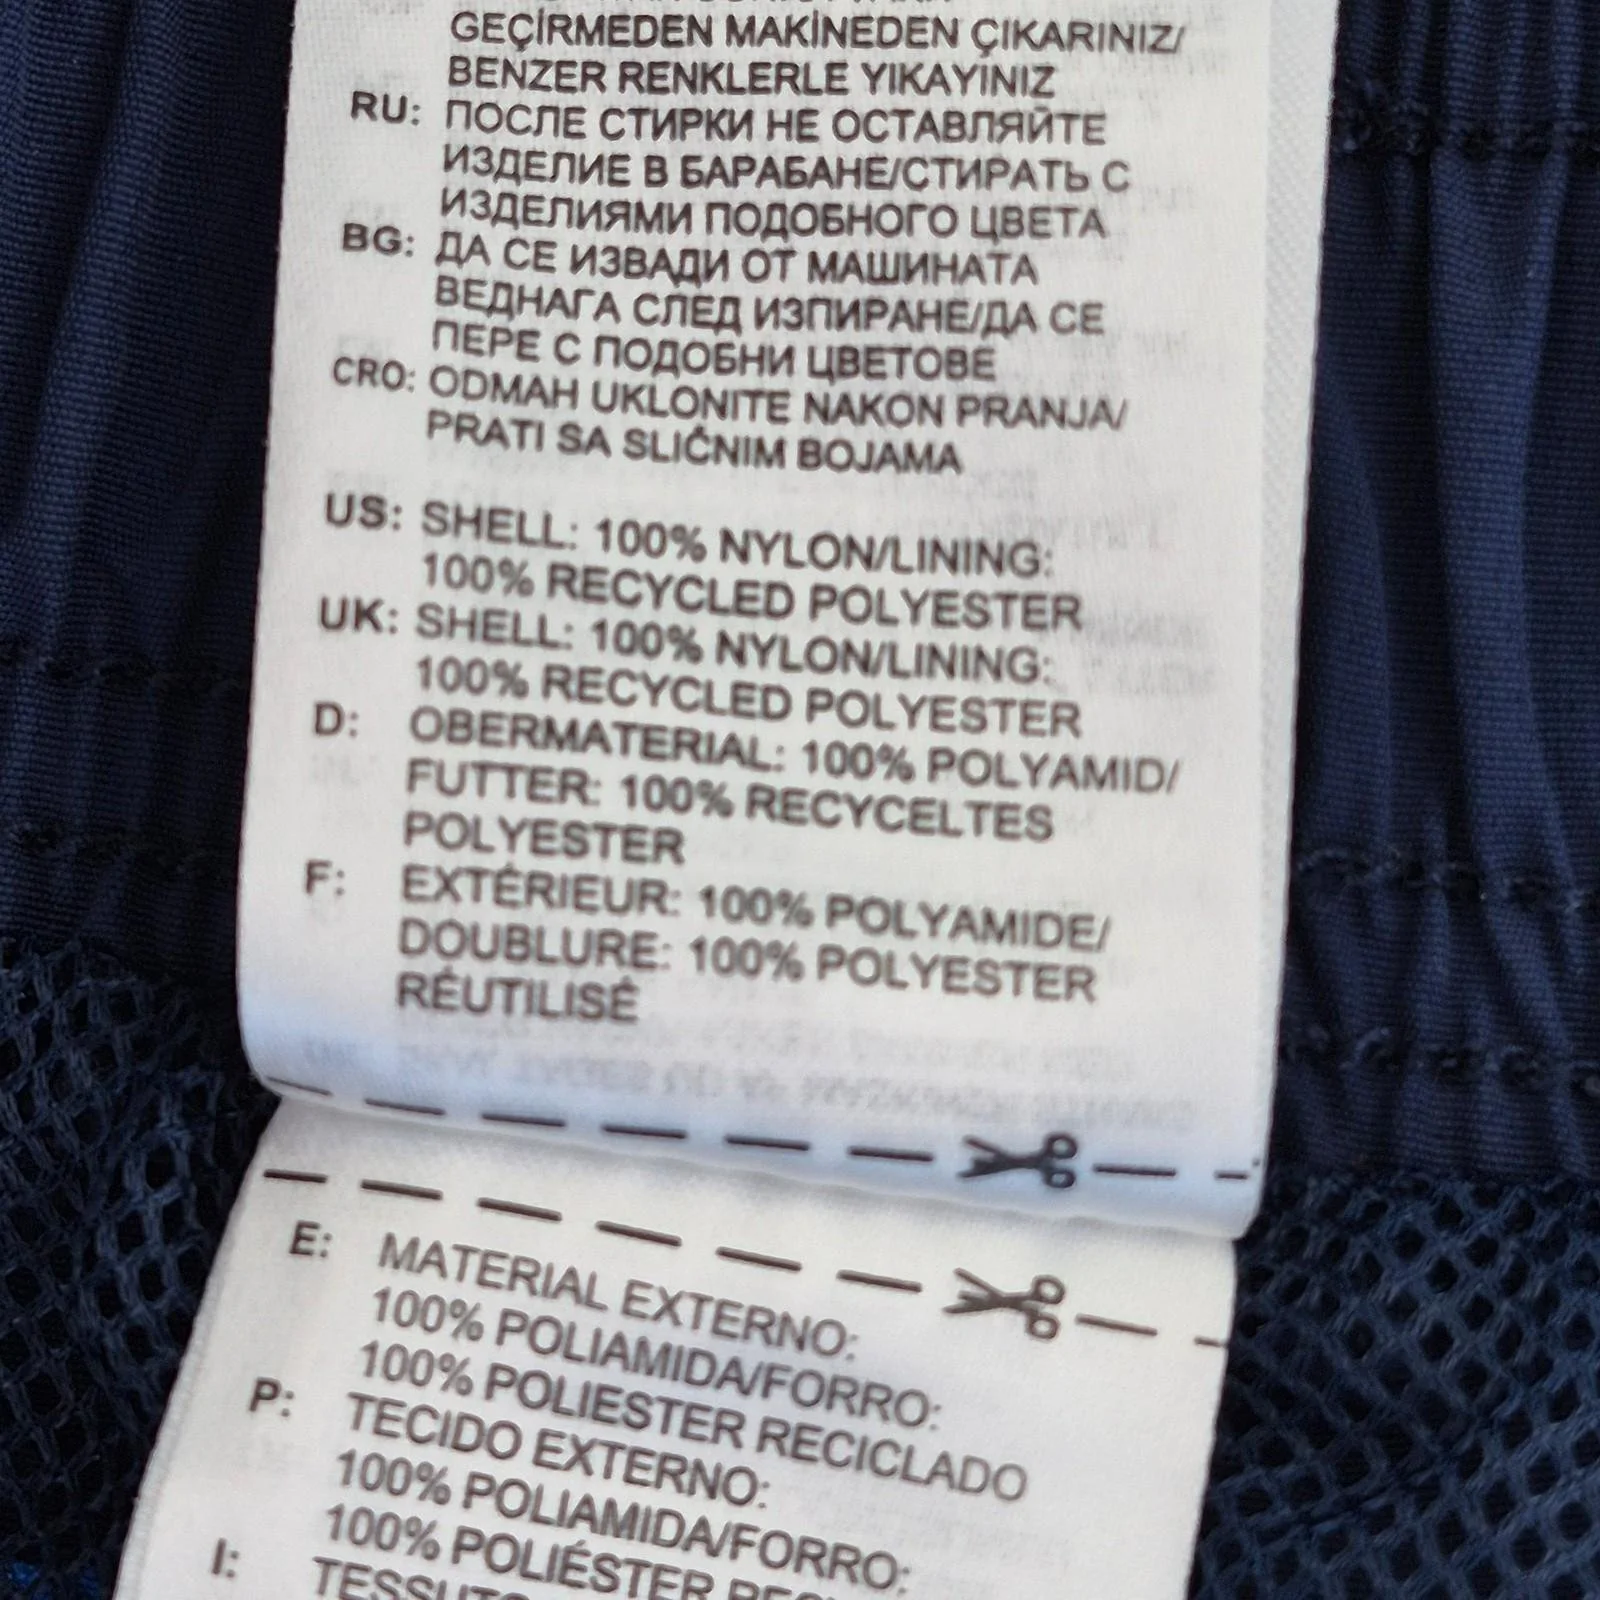 GEÇİRMEDEN MAKİNEDEN ÇIKARINIZ/
BENZER RENKLERLE YIKAYINIZ
RU: ПОСЛЕ СТИРКИ НЕ ОСТАВЛЯЙТЕ
ИЗДЕЛИЕ В БАРАБАНЕ/СТИРАТЬ С
ИЗДЕЛИЯМИ ПОДОБНОГО ЦВЕТА
BG: ДА СЕ ИЗВАДИ ОТ МАШИНАТА
ВЕДНАГА СЛЕД ИЗПИРАНЕ/ДА СЕ
ПЕРЕ С ПОДОБНИ ЦВЕТОВЕ
CRO: ODMAH UKLONITE NAKON PRANJA/
PRATI SA SLIČNIM BOJAMA
US: SHELL: 100% NYLON/LINING:
100% RECYCLED POLYESTER
UK: SHELL: 100% NYLON/LINING:
100% RECYCLED POLYESTER
D: OBERMATERIAL: 100% POLYAMID/
FUTTER: 100% RECYCELTES
POLYESTER
F: EXTÉRIEUR: 100% POLYAMIDE/
DOUBLURE: 100% POLYESTER
RÉUTILISÉ
E: MATERIAL EXTERNO:
100% POLIAMIDA/FORRO:
100% POLIESTER RECICLADO
P: TECIDO EXTERNO:
100% POLIAMIDA/FORRO:
100% POLIÉSTER
I: TESSUTO